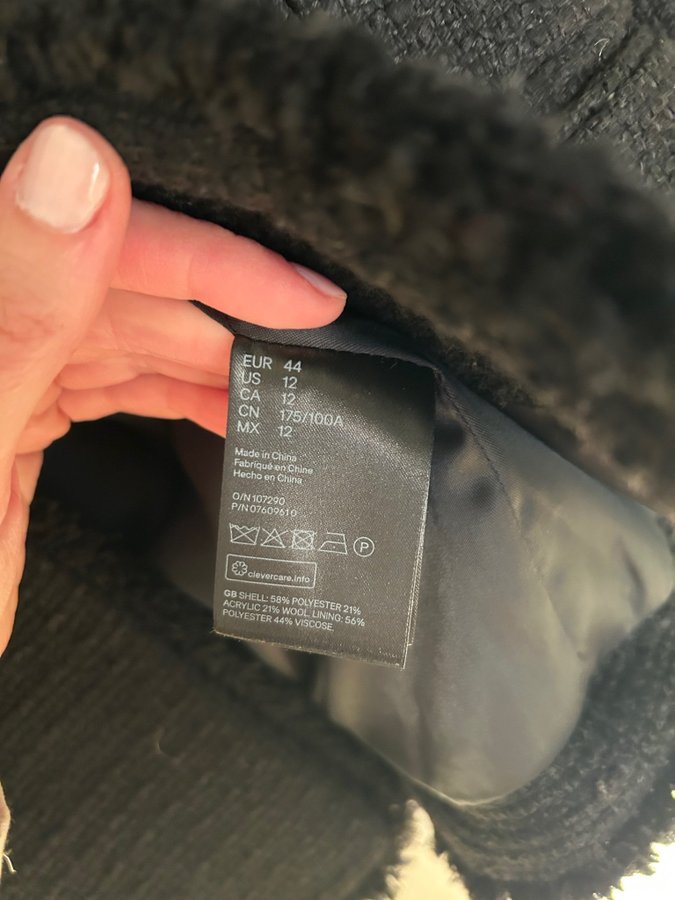 EUR 44
US 12
CA 12
CN 175/100A
MX 12
Made in China
Fabriqué en Chine
Hecho en China
O/N 107290
P/N 07609610
P
clevercare.info
GB SHELL: 58% POLYESTER 21%
ACRYLIC 21% WOOL. LINING: 56%
POLYESTER 44% VISCOSE.